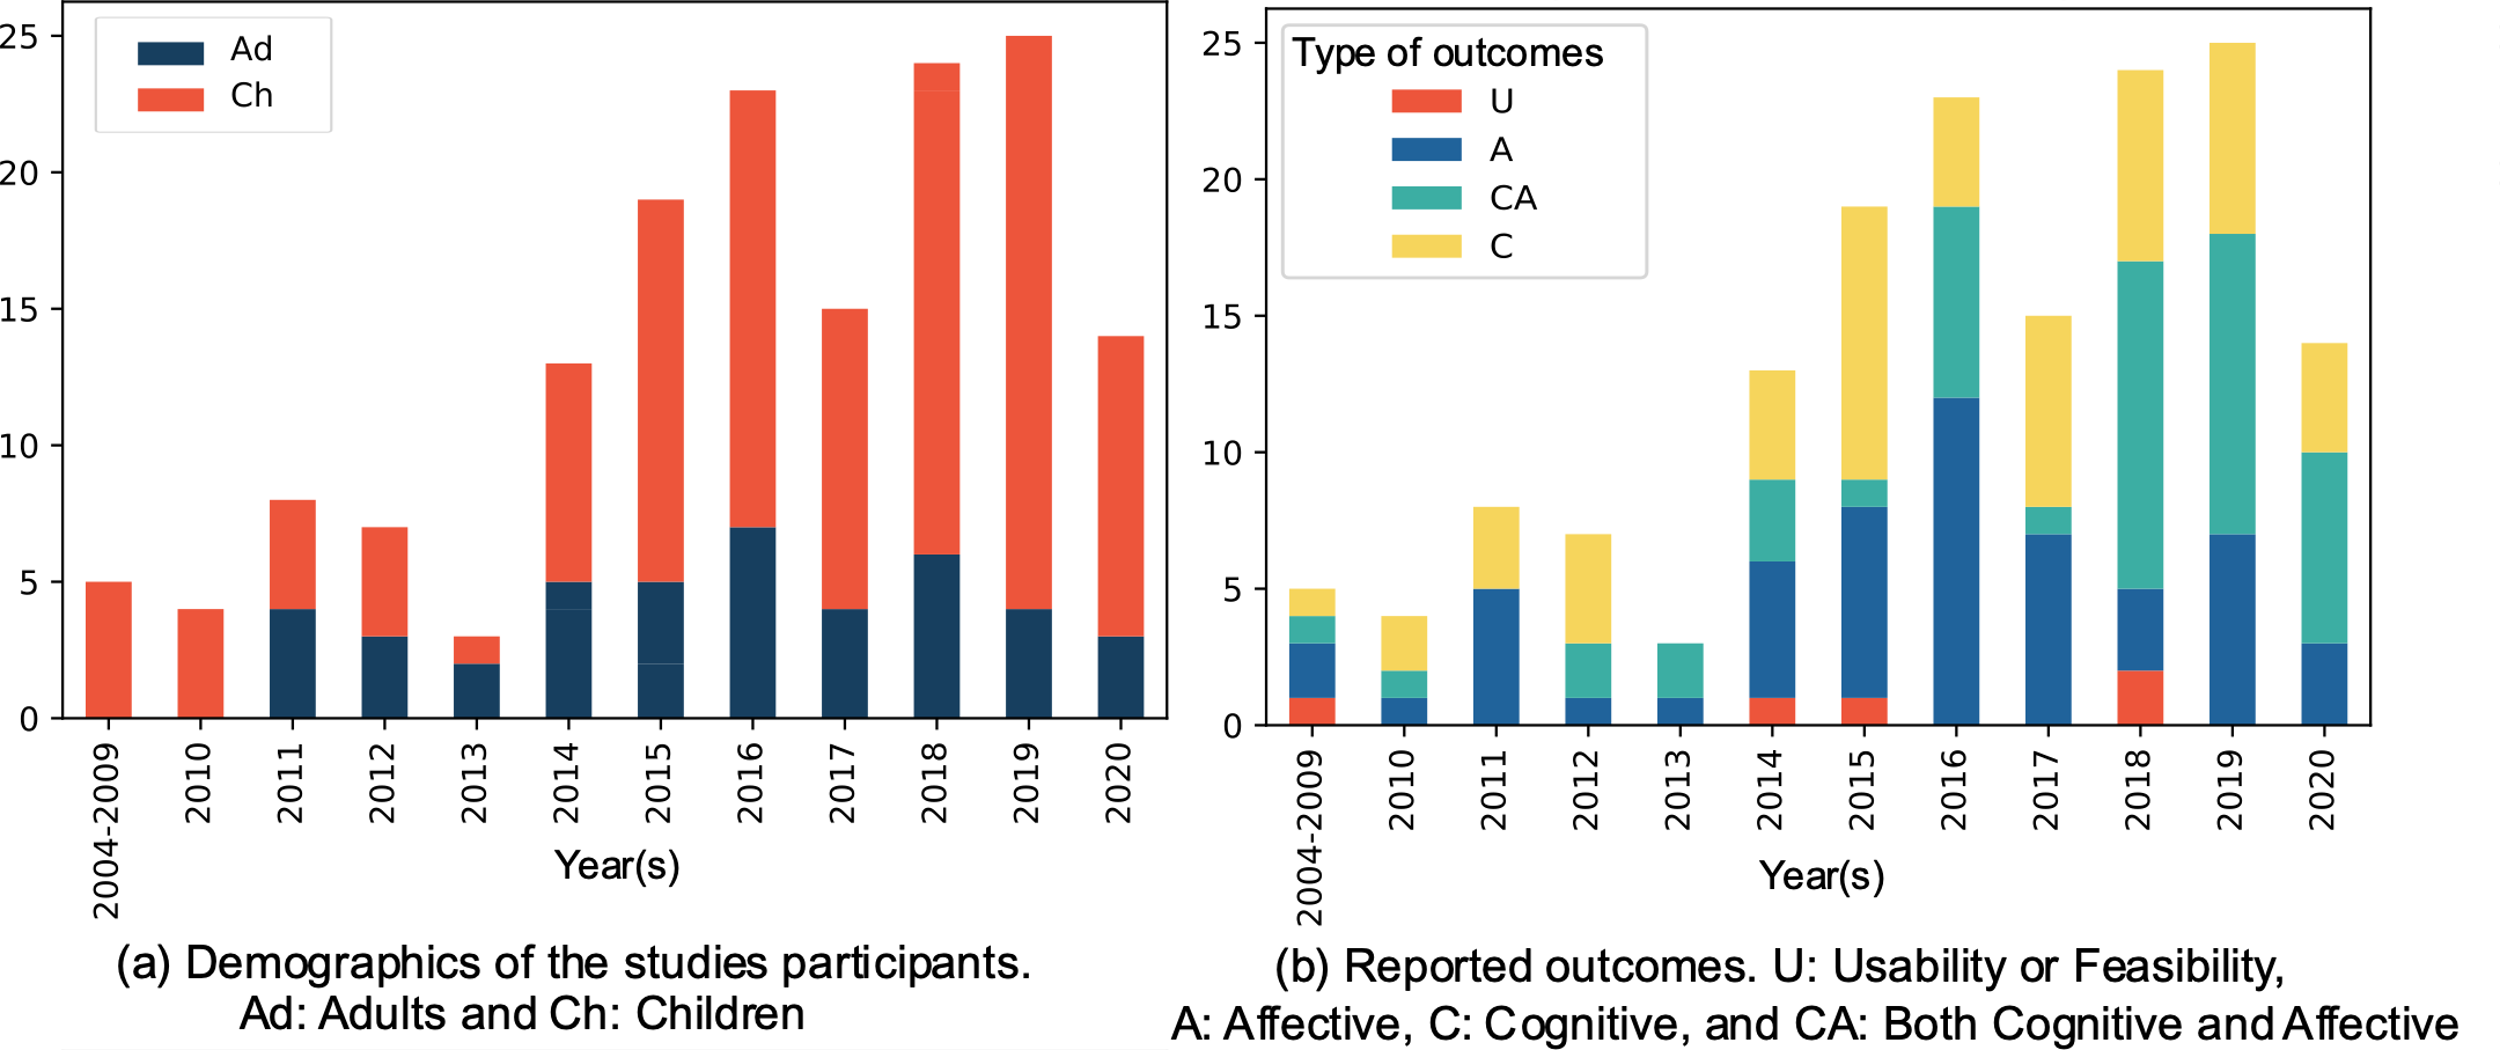 25
20
15
10
5
0
Ad
Ch
2004-2009
2010
2011
2012
2013
2014
2015
2016
2017
2018
2019
2020
Year(s)
(a) Demographics of the studies participants.
Ad: Adults and Ch: Children
25
20
15
10
5
0
Type of outcomes
U
A
CA
C
2004-2009
2010
2011
2012
2013
2014
2015
2016
2017
2018
2019
2020
Year(s)
(b) Reported outcomes. U: Usability or Feasibility,
A: Affective, C: Cognitive, and CA: Both Cognitive and Affective